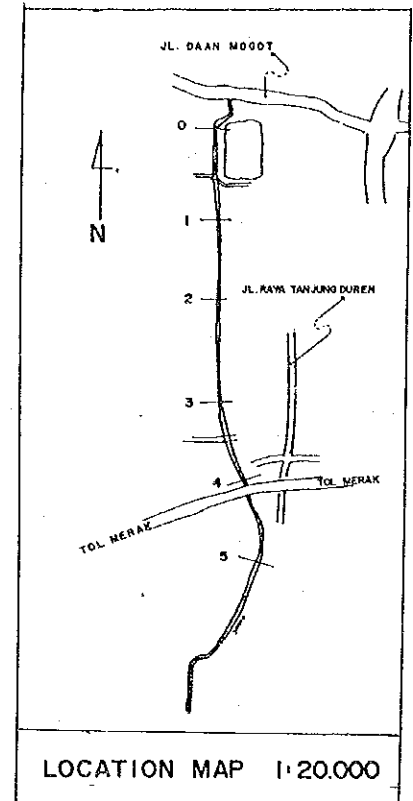 JL. DAAN MOGOT
0
N
1
2
JL. RAYA TANJUNG DUREN
3
4
TOL MERAK
TOL MERAK
5
LOCATION MAP 1:20.000